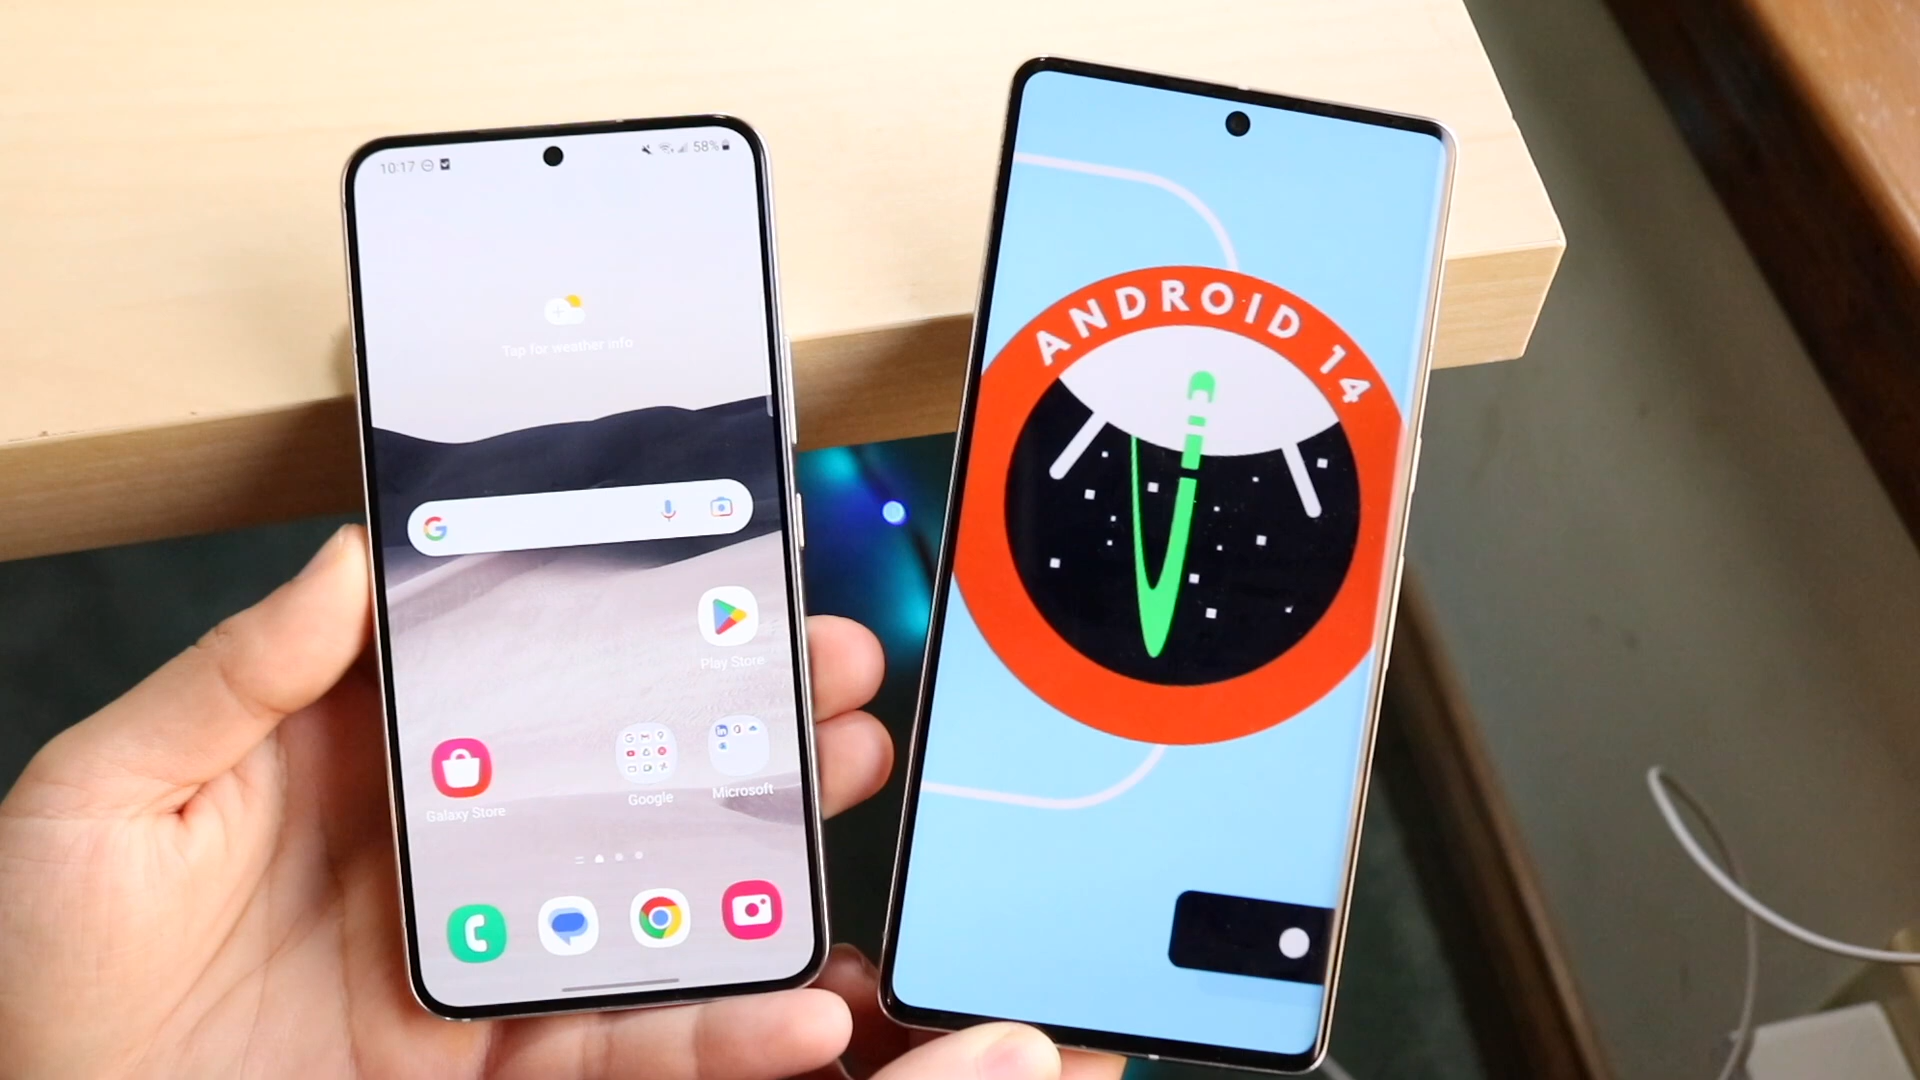 10:17
58%
Tap for weather info
G
Play Store
Galaxy Store
Google
Microsoft
ANDROID 14